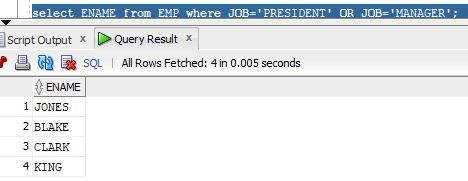 select ENAME from EMP where JOB='PRESIDENT' OR JOB='MANAGER';
Script Output x Query Result x
SQL | All Rows Fetched: 4 in 0.005 seconds
ENAME
1 JONES
2 BLAKE
3 CLARK
4 KING